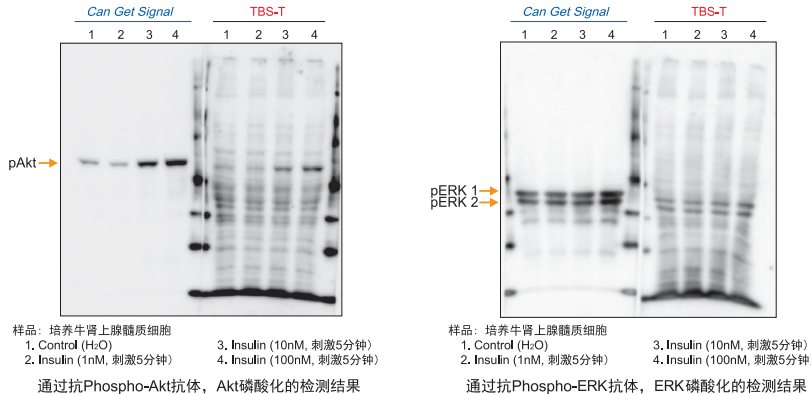 Can Get Signal TBS-T
1 2 3 4 1 2 3 4
pAkt
样品：培养牛肾上腺髓质细胞
1. Control (H₂O) 3. Insulin (10nM, 刺激5分钟)
2. Insulin (1nM, 刺激5分钟) 4. Insulin (100nM, 刺激5分钟)
通过抗Phospho-Akt抗体，Akt磷酸化的检测结果
Can Get Signal TBS-T
1 2 3 4 1 2 3 4
pERK 1
pERK 2
样品：培养牛肾上腺髓质细胞
1. Control (H₂O) 3. Insulin (10nM, 刺激5分钟)
2. Insulin (1nM, 刺激5分钟) 4. Insulin (100nM, 刺激5分钟)
通过抗Phospho-ERK抗体，ERK磷酸化的检测结果